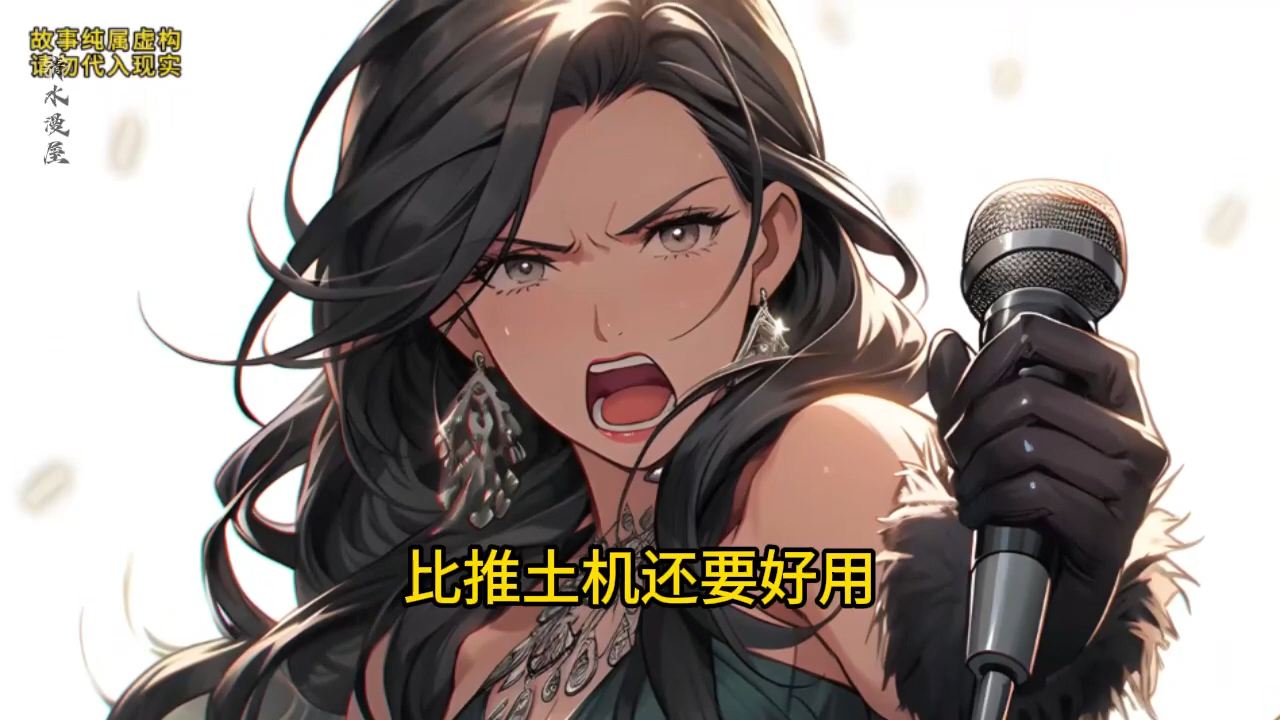 故事纯属虚构
请勿代入现实
水漫屋
比推土机还要好用